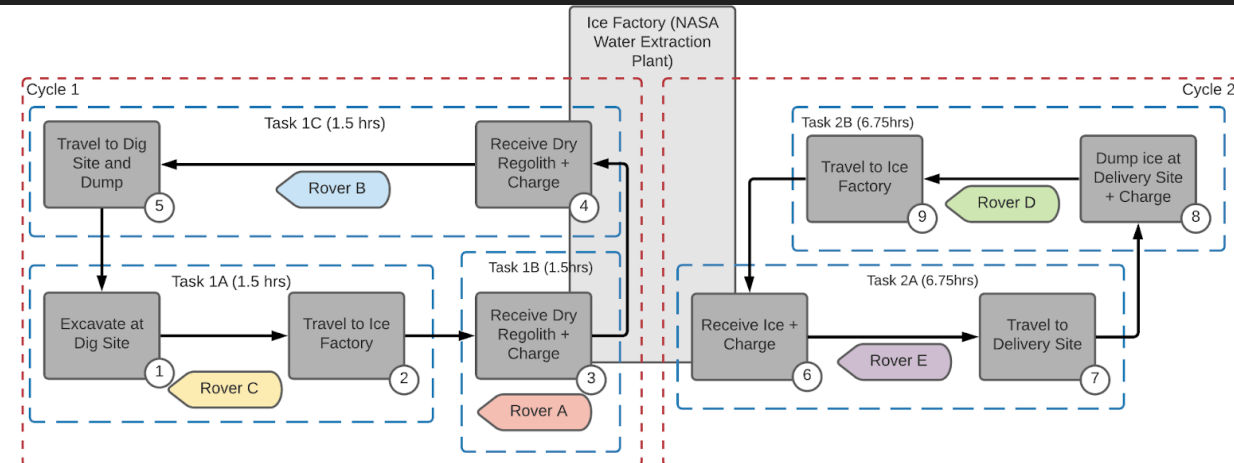 Ice Factory (NASA
Water Extraction
Plant)
Cycle 1
Cycle 2
Task 1C (1.5 hrs)
Travel to Dig
Site and
Dump
5
Rover B
Receive Dry
Regolith +
Charge
4
Task 1A (1.5 hrs)
Excavate at
Dig Site
1
Rover C
Travel to Ice
Factory
2
Task 1B (1.5hrs)
Receive Dry
Regolith +
Charge
3
Rover A
Task 2B (6.75hrs)
Travel to Ice
Factory
9
Rover D
Dump ice at
Delivery Site
+ Charge
8
Task 2A (6.75hrs)
Receive Ice +
Charge
6
Rover E
Travel to
Delivery Site
7